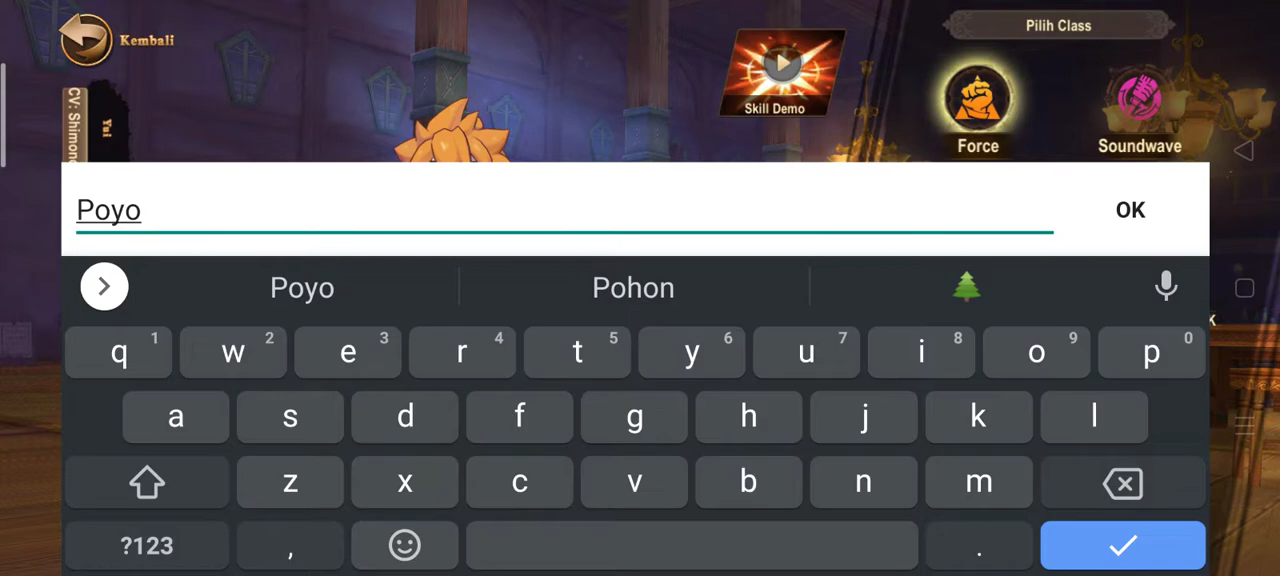 Kembali
Pilih Class
Skill Demo
CV: Shimono
Yui
Force
Soundwave
Poyo
OK
Poyo
Pohon
q 1 w 2 e 3 r 4 t 5 y 6 u 7 i 8 o 9 p 0
a s d f g h j k l
z x c v b n m
?123 , .